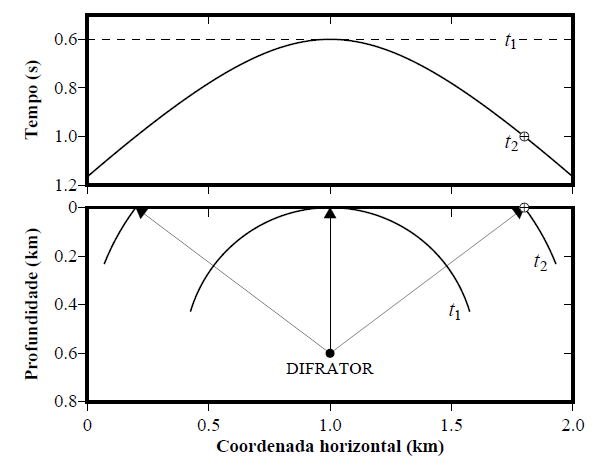 0.6
t1
0.8
1.0
t2
1.2
Tempo (s)
0
0.2
t2
0.4
t1
0.6
DIFRATOR
0.8
Profundidade (km)
0 0.5 1.0 1.5 2.0
Coordenada horizontal (km)